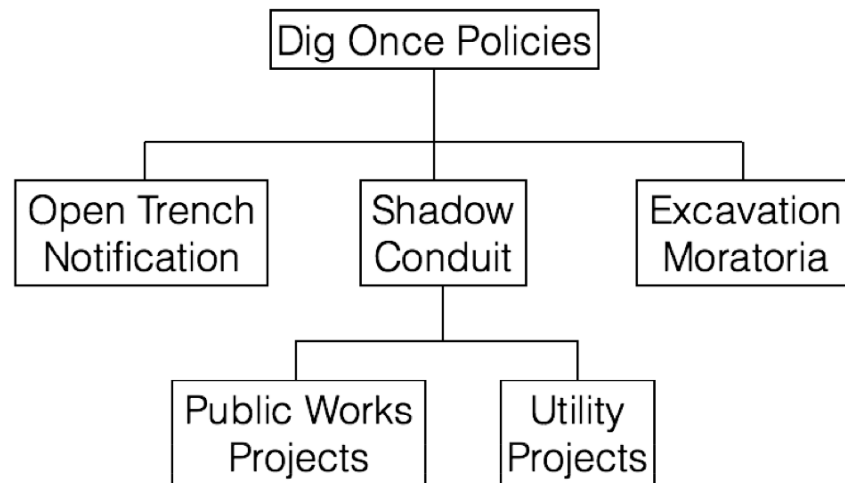 Dig Once Policies
Open Trench
Notification
Shadow
Conduit
Excavation
Moratoria
Public Works
Projects
Utility
Projects